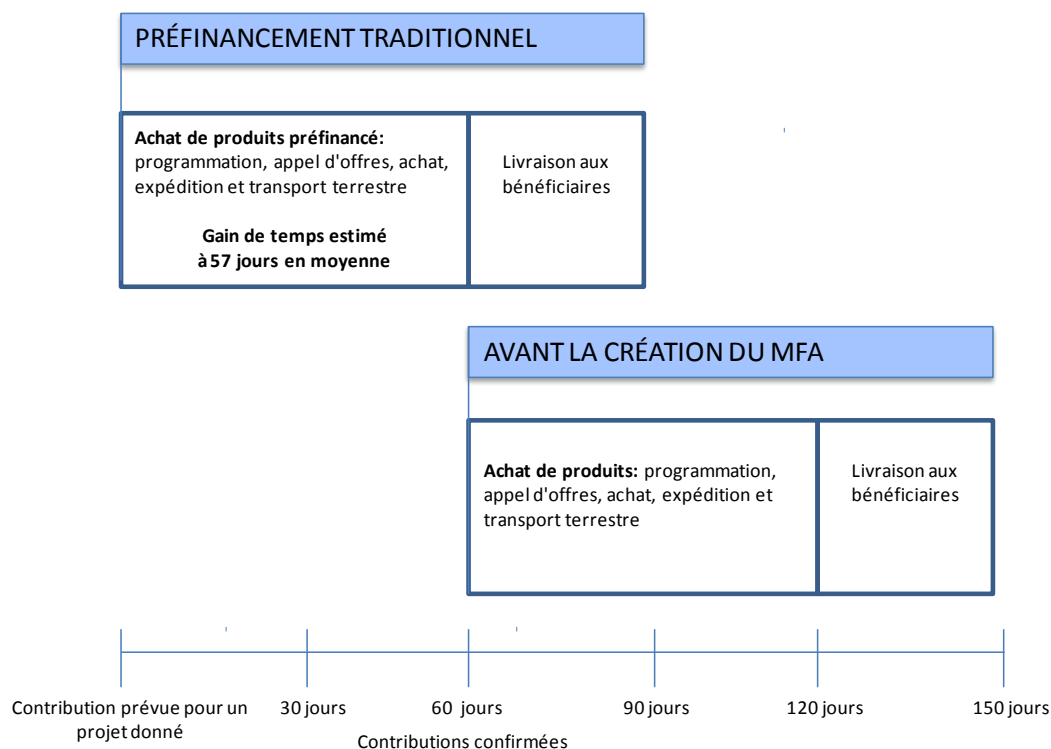 PRÉFINANCEMENT TRADITIONNEL
Achat de produits préfinancé:
programmation, appel d'offres, achat,
expédition et transport terrestre
Gain de temps estimé
à 57 jours en moyenne
Livraison aux
bénéficiaires
AVANT LA CRÉATION DU MFA
Achat de produits: programmation,
appel d'offres, achat, expédition et
transport terrestre
Livraison aux
bénéficiaires
Contribution prévue pour un
projet donné
30 jours
60 jours
90 jours
120 jours
150 jours
Contributions confirmées